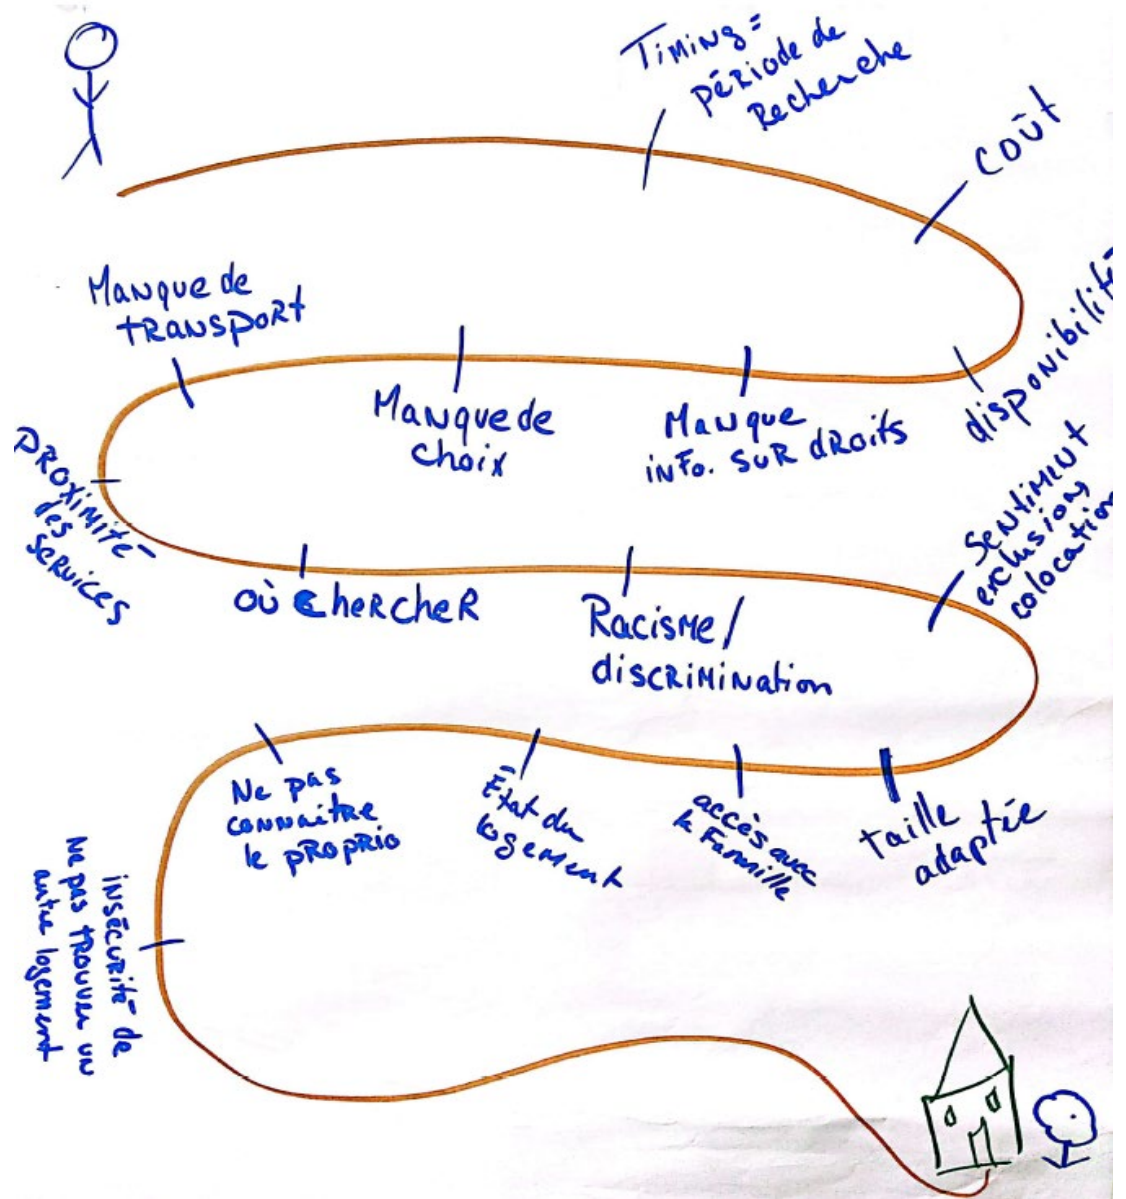 Timing =
période de
Recherche
coût
disponibilité
Manque
info. sur droits
Manque de
choix
Manque de
transport
proximité
des
services
où chercher
Racisme/
discrimination
sentiment
exclusion,
colocation
taille
adaptée
accès avec
la Famille
État du
logement
Ne pas
connaître
le proprio
insécurité de
Ne pas trouver un
autre logement